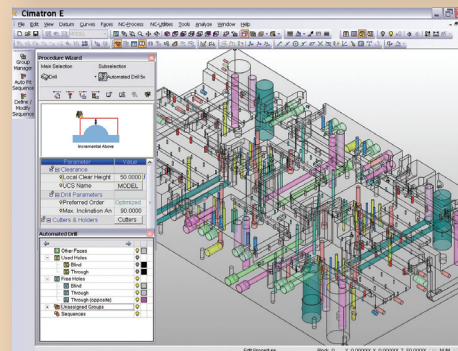 Cimatron E
File Edit View Datum Curves Faces NC-Process NC-Utilities Tools Analyze Window Help
Group Manager
Auto Fit Sequence
Define / Modify Sequence
Procedure Wizard
Main Selection Subselection
Drill Automated Drill 5x
Incremental Above
Parameter Value
Clearance
Local Clear Height 50.0000
UCS Name MODEL
Drill Parameters
Preferred Order Optimized
Max. Inclination An 90.0000
Cutters & Holders Cutters
Automated Drill
Other Faces
Used Holes
Blind
Through
Free Holes
Blind
Through
Through (opposite)
Unassigned Groups
Sequences
Edit Procedure